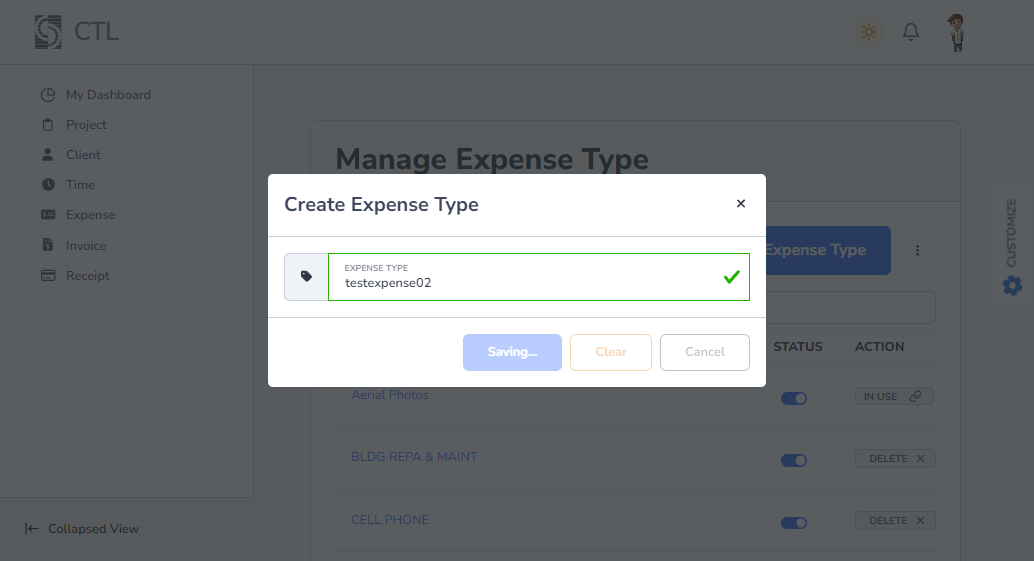 CTL
My Dashboard
Project
Client
Time
Expense
Invoice
Receipt
Collapsed View
Manage Expense Type
Expense Type
CUSTOMIZE
Create Expense Type
EXPENSE TYPE
testexpense02
Saving...
Clear
Cancel
STATUS ACTION
Aerial Photos IN USE
BLDG REPA & MAINT DELETE
CELL PHONE DELETE